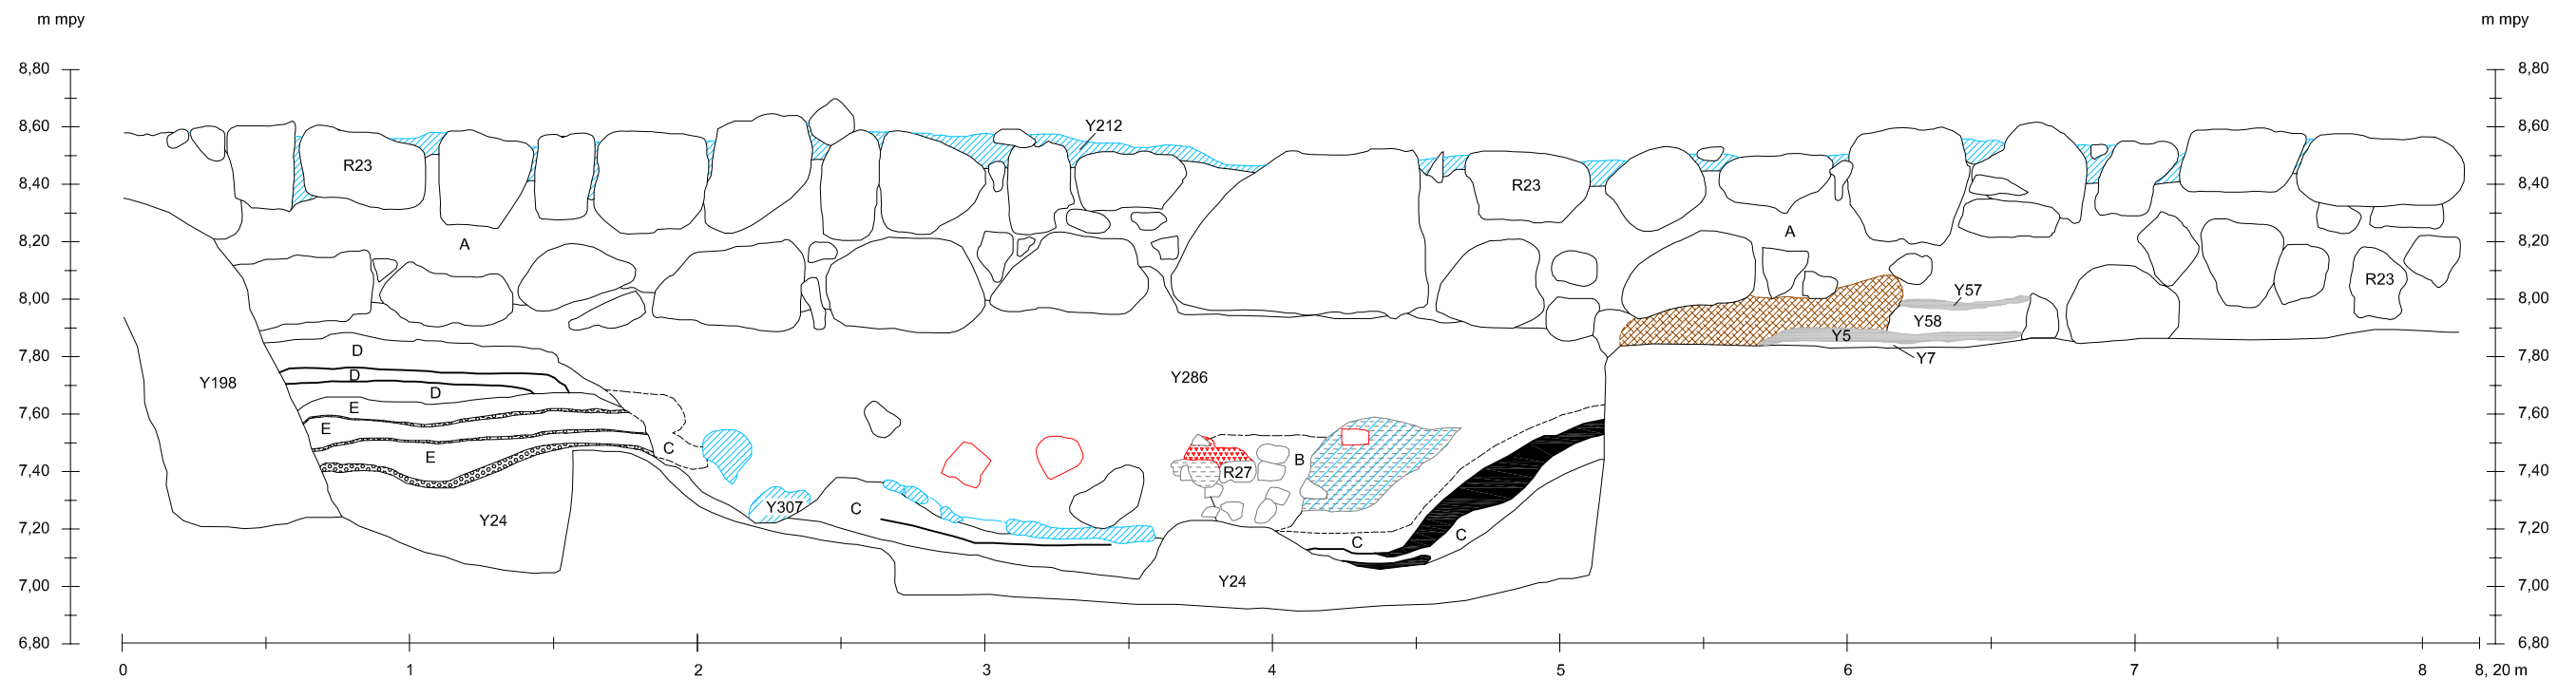 m mpy m mpy
8,80 8,80
8,60 Y212 8,60
R23
8,40 R23 8,40
A A
8,20 8,20
R23
8,00 Y57 8,00
Y58
Y5
7,80 D Y7 7,80
Y198 D Y286
D
7,60 E 7,60
E
E C B
7,40 R27 7,40
Y307 C
7,20 Y24 7,20
C C
7,00 Y24 7,00
6,80 6,80
0 1 2 3 4 5 6 7 8 8, 20 m